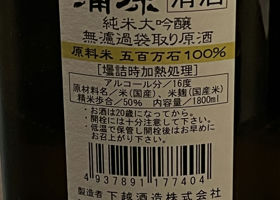 清酒
純米大吟醸
無濾過袋取り原酒
原料米 五百万石100%
[壜詰時加熱処理]
アルコール分/16度
原材料名/米(国産)、米麹(国産米)
精米歩合/50% 内容量/1800ml
・お酒は20歳になってから。
・開栓には十分注意して下さい。
・低温で保管し開栓後はお早めに
お召し上がり下さい。
4937891177404
製造者 下越酒造株式会社